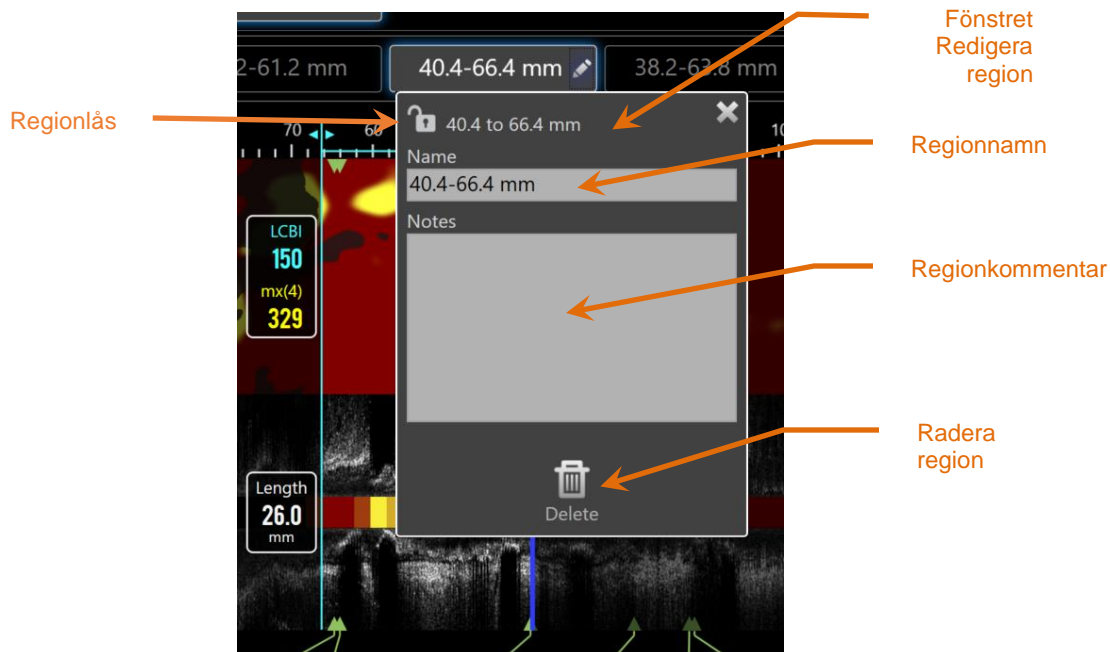 Fönstret
Redigera
region
2-61.2 mm
40.4-66.4 mm
38.2-63.8 mm
Regionlås
40.4 to 66.4 mm
70
60
Name
Regionnamn
40.4-66.4 mm
Notes
LCBI
150
mx(4)
329
Regionkommentar
Radera
region
Length
26.0
mm
Delete